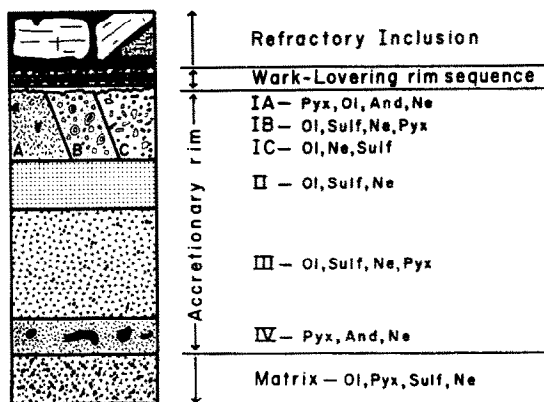 Refractory Inclusion
Wark-Lovering rim sequence
A B C
Accretionary rim
IA — Pyx, Ol, And, Ne
IB — Ol, Sulf, Ne, Pyx
IC — Ol, Ne, Sulf
II — Ol, Sulf, Ne
III — Ol, Sulf, Ne, Pyx
IV — Pyx, And, Ne
Matrix — Ol, Pyx, Sulf, Ne